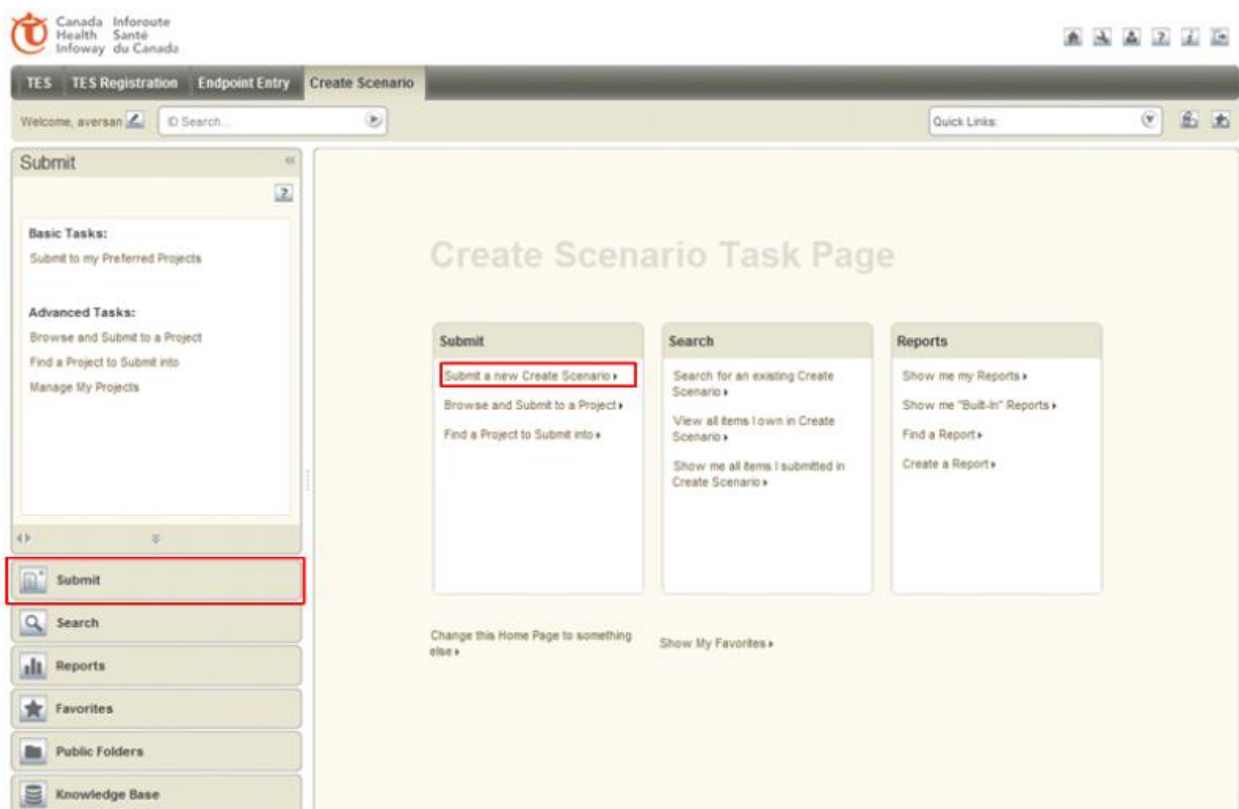 Canada Inforoute
Health Santé
Infoway du Canada
TES TES Registration Endpoint Entry Create Scenario
Welcome, aversan ID Search... Quick Links:
Submit
Basic Tasks:
Submit to my Preferred Projects
Advanced Tasks:
Browse and Submit to a Project
Find a Project to Submit into
Manage My Projects
Submit
Search
Reports
Favorites
Public Folders
Knowledge Base
Create Scenario Task Page
Submit
Submit a new Create Scenario
Browse and Submit to a Project
Find a Project to Submit into
Search
Search for an existing Create
Scenario
View all items I own in Create
Scenario
Show me all items I submitted in
Create Scenario
Reports
Show me my Reports
Show me "Built-In" Reports
Find a Report
Create a Report
Change this Home Page to something
else
Show My Favorites